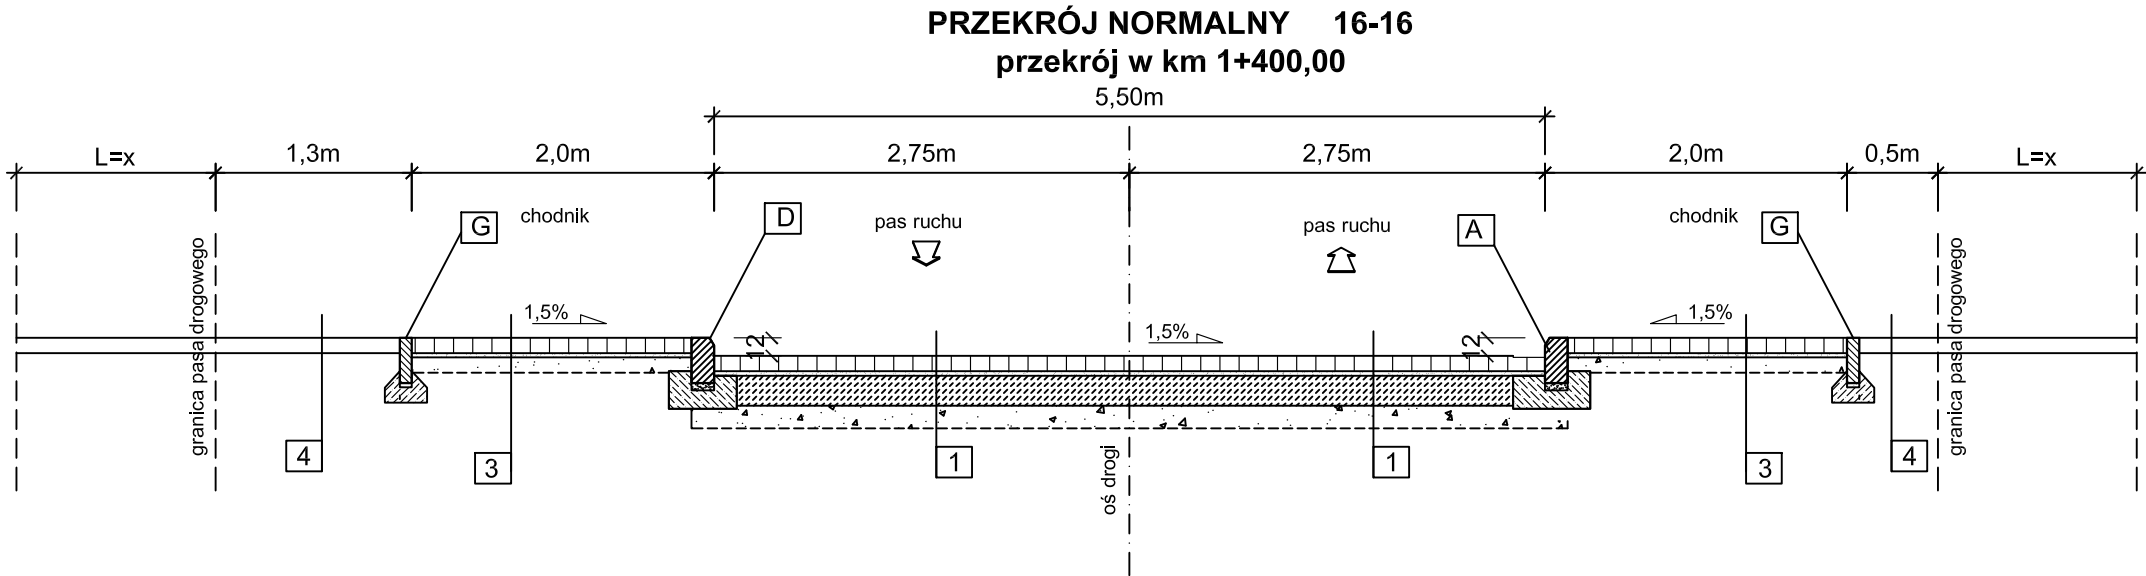 PRZEKRÓJ NORMALNY 16-16
przekrój w km 1+400,00
5,50m
L=x 1,3m 2,0m 2,75m 2,75m 2,0m 0,5m L=x
G chodnik D pas ruchu pas ruchu A chodnik G
granica pasa drogowego
1,5% 12 1,5% 12 1,5%
granica pasa drogowego
4 3 1 1 3 4
oś drogi